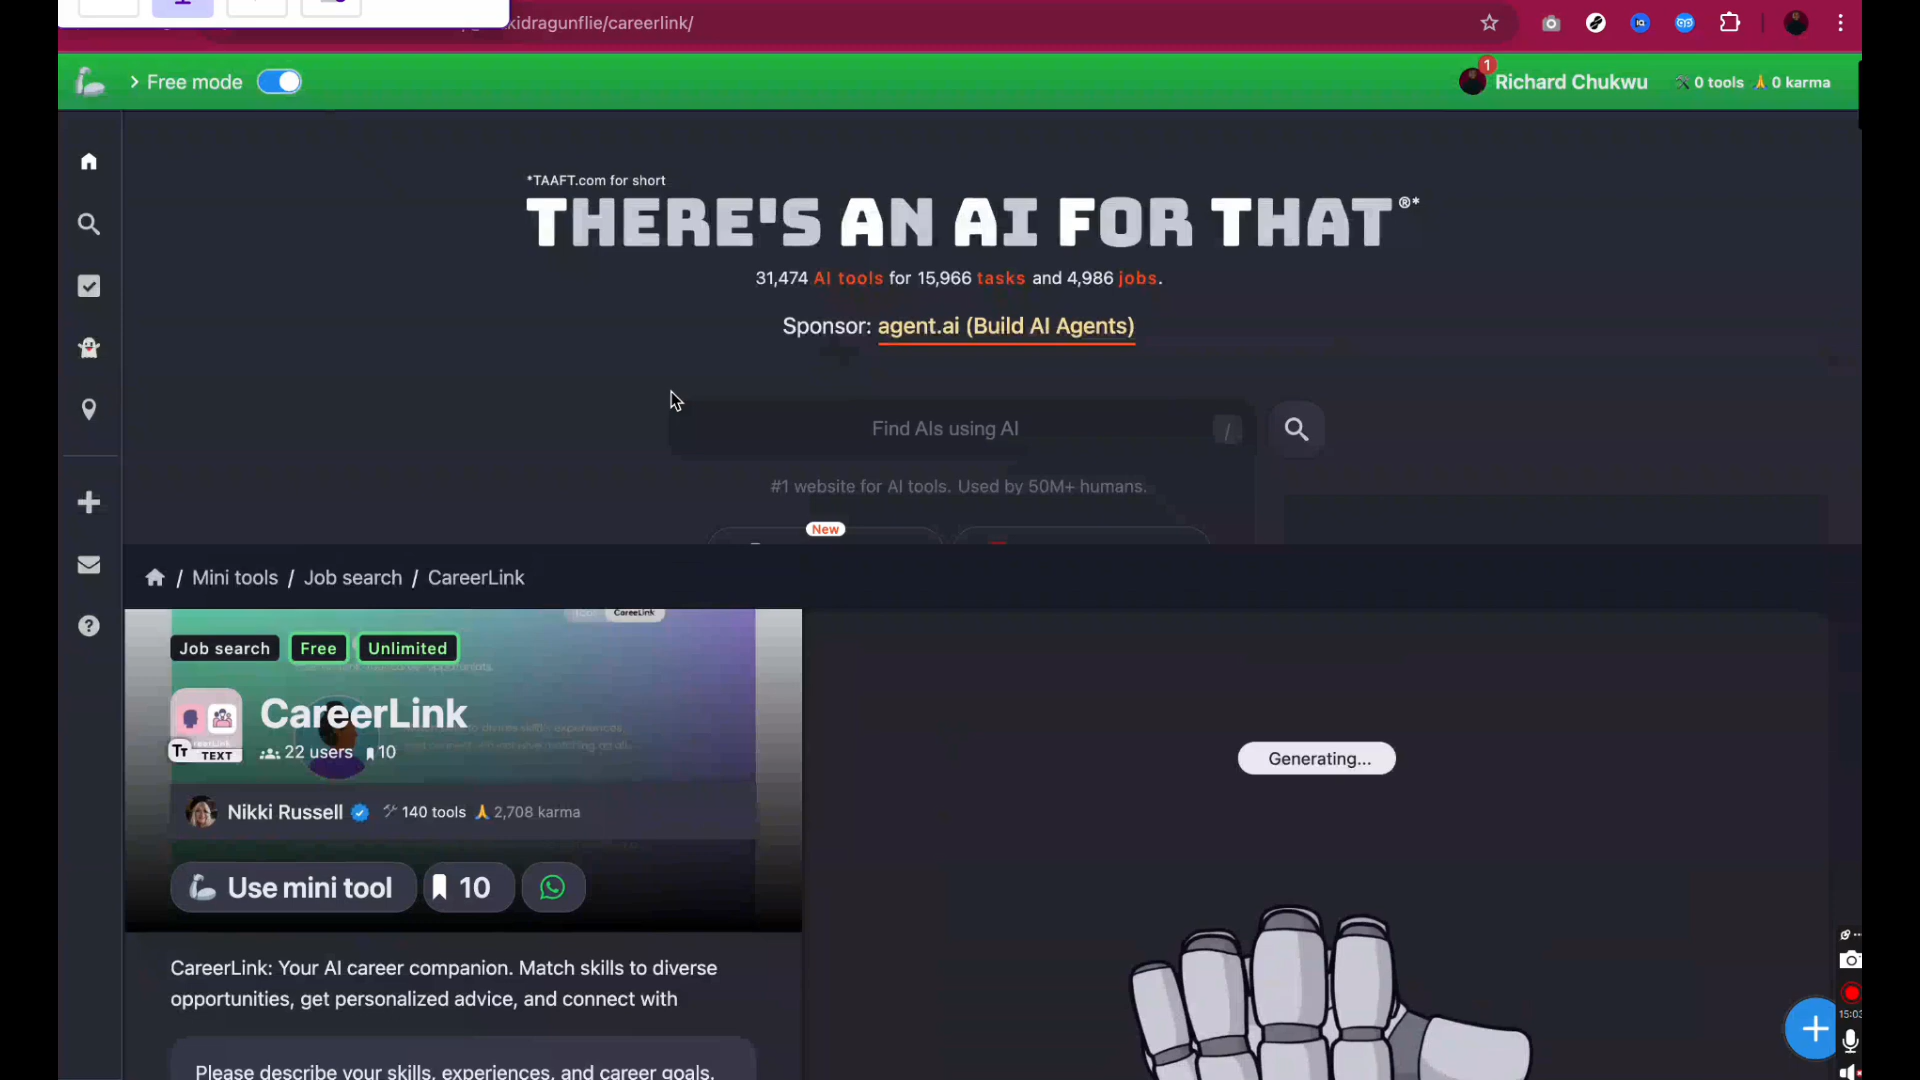 kidragunflie/careerlink/
Free mode
1
Richard Chukwu
0 tools 0 karma
*TAAFT.com for short
THERE'S AN AI FOR THAT®*
31,474 AI tools for 15,966 tasks and 4,986 jobs.
Sponsor: agent.ai (Build AI Agents)
Find AIs using AI /
#1 website for AI tools. Used by 50M+ humans.
New
/ Mini tools / Job search / CareerLink
CareerLink
Job search Free Unlimited
CareerLink
22 users 10
Tt TEXT
Generating...
Nikki Russell 140 tools 2,708 karma
Use mini tool 10
CareerLink: Your AI career companion. Match skills to diverse
opportunities, get personalized advice, and connect with
Please describe your skills, experiences, and career goals.
15:03